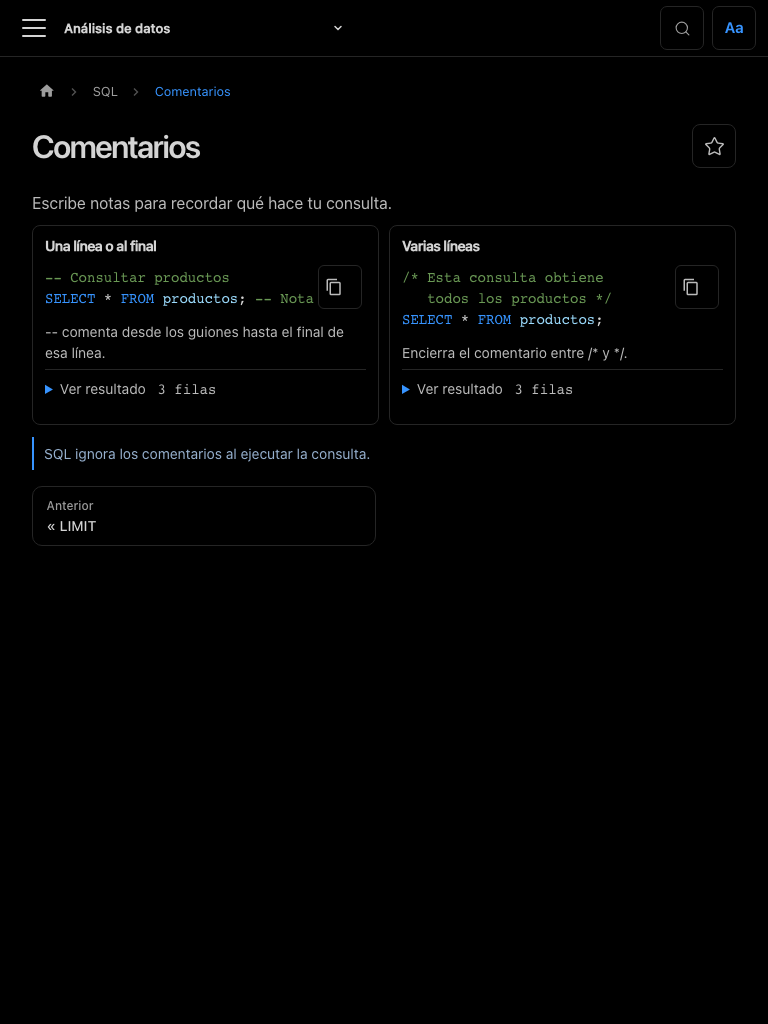 Análisis de datos
Aa
SQL
Comentarios
Comentarios
Escribe notas para recordar qué hace tu consulta.
Una línea o al final
-- Consultar productos
SELECT * FROM productos; -- Nota
-- comenta desde los guiones hasta el final de
esa línea.
Ver resultado 3 filas
Varias líneas
/* Esta consulta obtiene
todos los productos */
SELECT * FROM productos;
Encierra el comentario entre /* y */.
Ver resultado 3 filas
SQL ignora los comentarios al ejecutar la consulta.
Anterior
« LIMIT